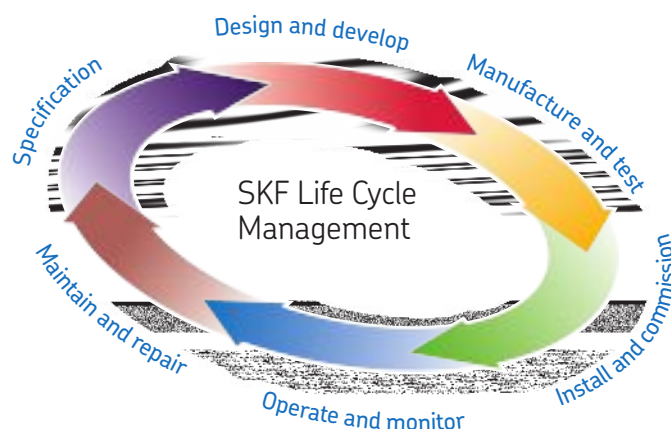 Design and develop
Manufacture and test
Specification
SKF Life Cycle
Management
Install and commission
Maintain and repair
Operate and monitor